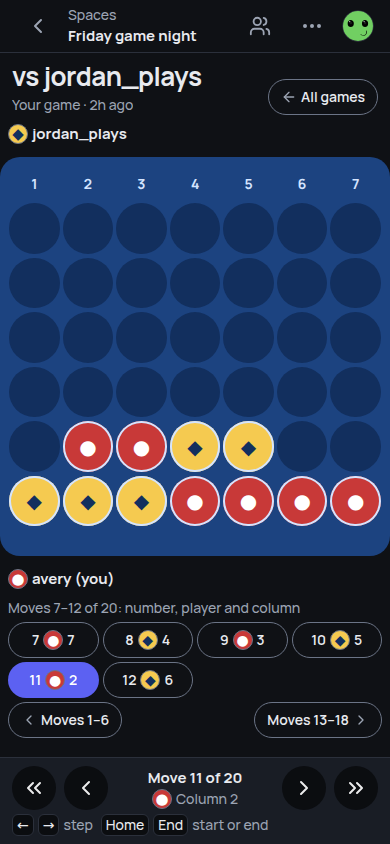 Spaces
Friday game night
vs jordan_plays
Your game · 2h ago
← All games
jordan_plays
1 2 3 4 5 6 7
avery (you)
Moves 7–12 of 20: number, player and column
7 7
8 4
9 3
10 5
11 2
12 6
Moves 1–6
Moves 13–18
Move 11 of 20
Column 2
← → step Home End start or end